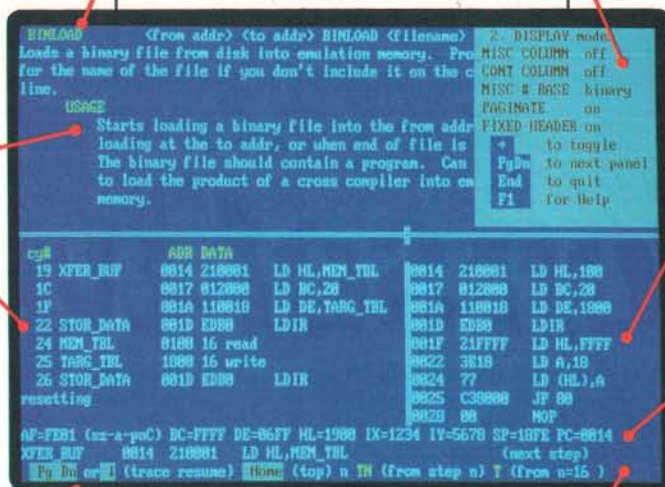 BINLOAD <from addr> <to addr> BINLOAD <filename>
Loads a binary file from disk into emulation memory. Pro
for the name of the file if you don't include it on the c
line.
USAGE
Starts loading a binary file into the from addr
loading at the to addr, or when end of file is
The binary file should contain a program. Can
to load the product of a cross compiler into em
memory.
2. DISPLAY mode
MISC COLUMN off
CONT COLUMN off
MISC # BASE binary
PAGINATE on
FIXED HEADER on
to toggle
PgDn to next panel
End to quit
F1 for Help
cy# ADR DATA
19 XFER_BUF 0014 210001 LD HL,MEM_TBL
1C 0017 012000 LD BC,20
1F 001A 110018 LD DE,TARG_TBL
22 STOR_DATA 001D EDB0 LDIR
24 MEM_TBL 0100 16 read
25 TARG_TBL 1800 16 write
26 STOR_DATA 001D EDB0 LDIR
resetting
0014 210001 LD HL,100
0017 012000 LD BC,20
001A 110018 LD DE,1800
001D EDB0 LDIR
001F 21FFFF LD HL,FFFF
0022 3E18 LD A,18
0024 77 LD (HL),A
0025 C38000 JP 80
0028 00 NOP
AF=FE01 (sz-a-pnC) BC=FFFF DE=06FF HL=1900 IX=1234 IY=5678 SP=18FE PC=0014
XFER_BUF 0014 210001 LD HL,MEM_TBL (next step)
Pg Dn or ↓ (trace resume) Home (top) n TN (from step n) T (from n=16 )